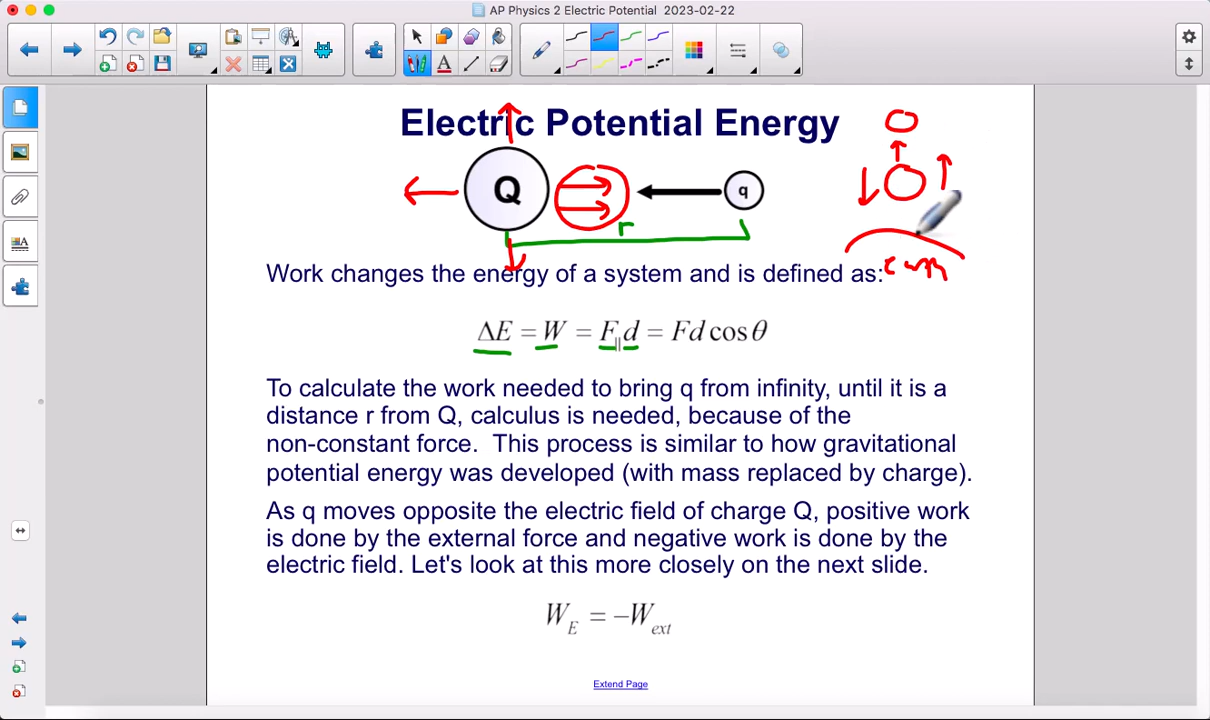 AP Physics 2 Electric Potential 2023-02-22
Electric Potential Energy
Q
q
r
earth
Work changes the energy of a system and is defined as:
ΔE = W = F∥d = Fd cosθ
To calculate the work needed to bring q from infinity, until it is a
distance r from Q, calculus is needed, because of the
non-constant force. This process is similar to how gravitational
potential energy was developed (with mass replaced by charge).
As q moves opposite the electric field of charge Q, positive work
is done by the external force and negative work is done by the
electric field. Let's look at this more closely on the next slide.
W_E = –W_ext
Extend Page